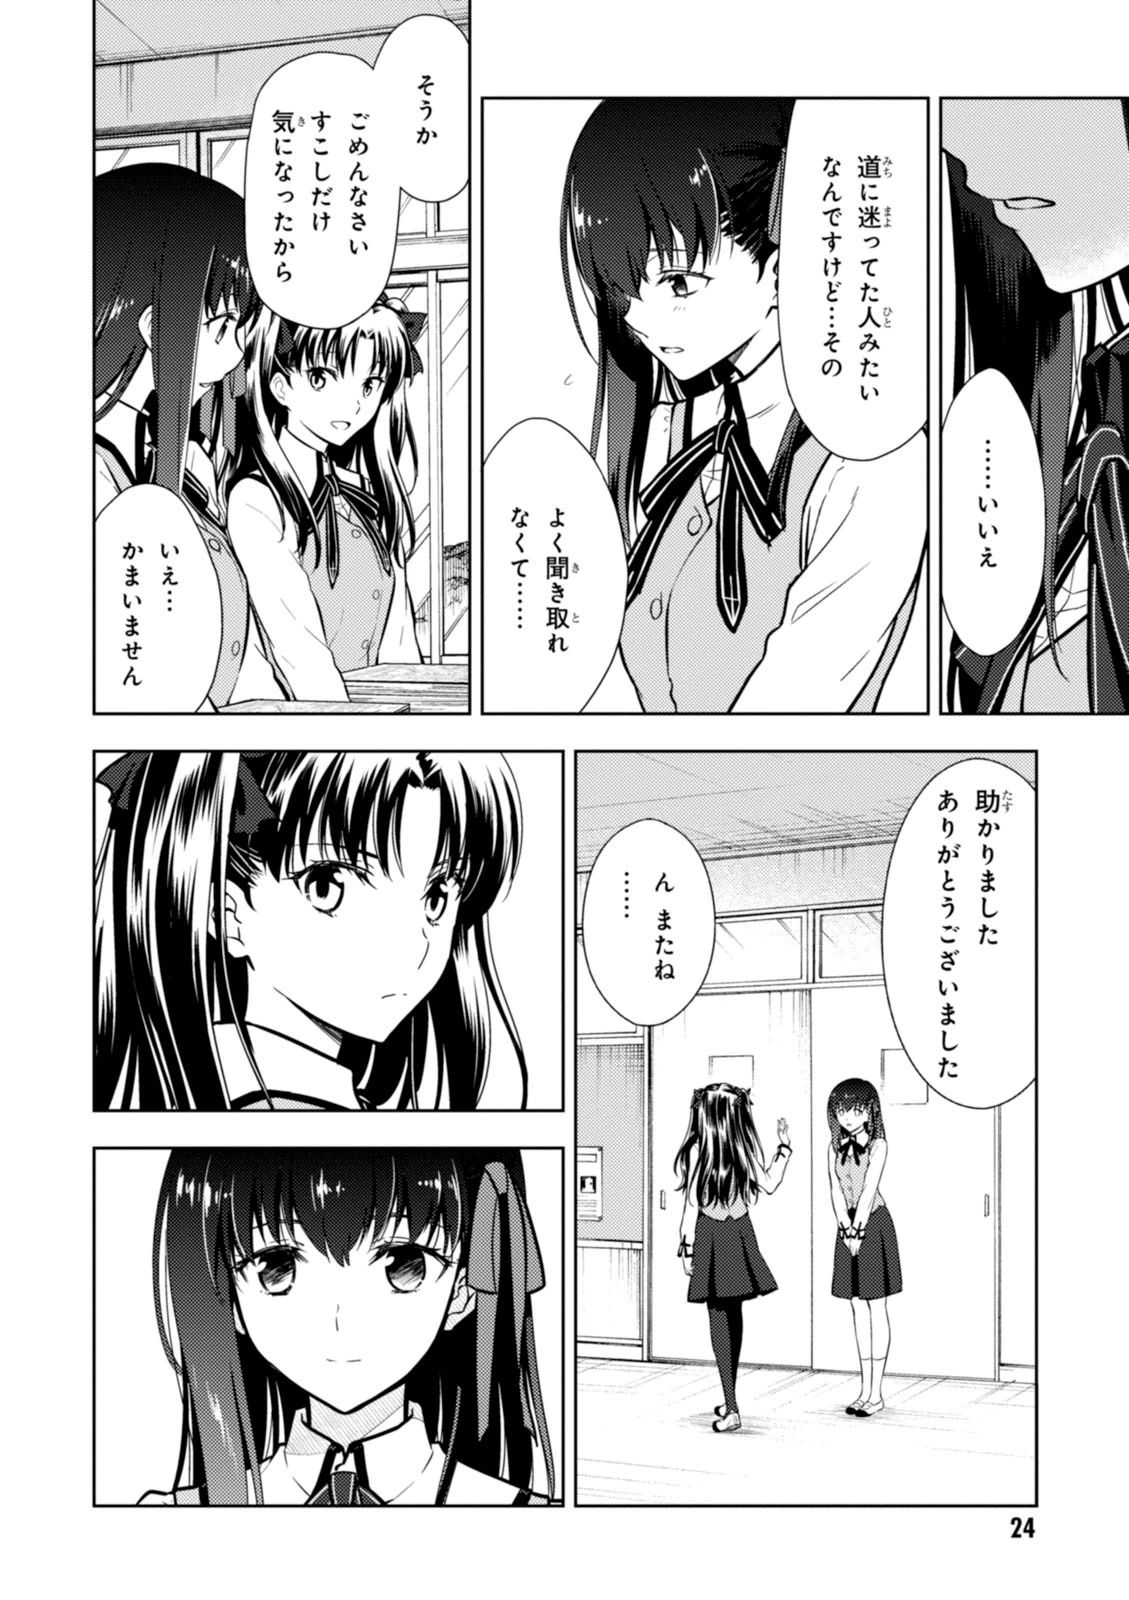 ……いいえ
道に迷ってた人みたい
なんですけど…その
よく聞き取れ
なくて……
そうか
ごめんなさい
すこしだけ
気になったから
いえ…
かまいません
助かりました
ありがとうございました
ん またね
……
24